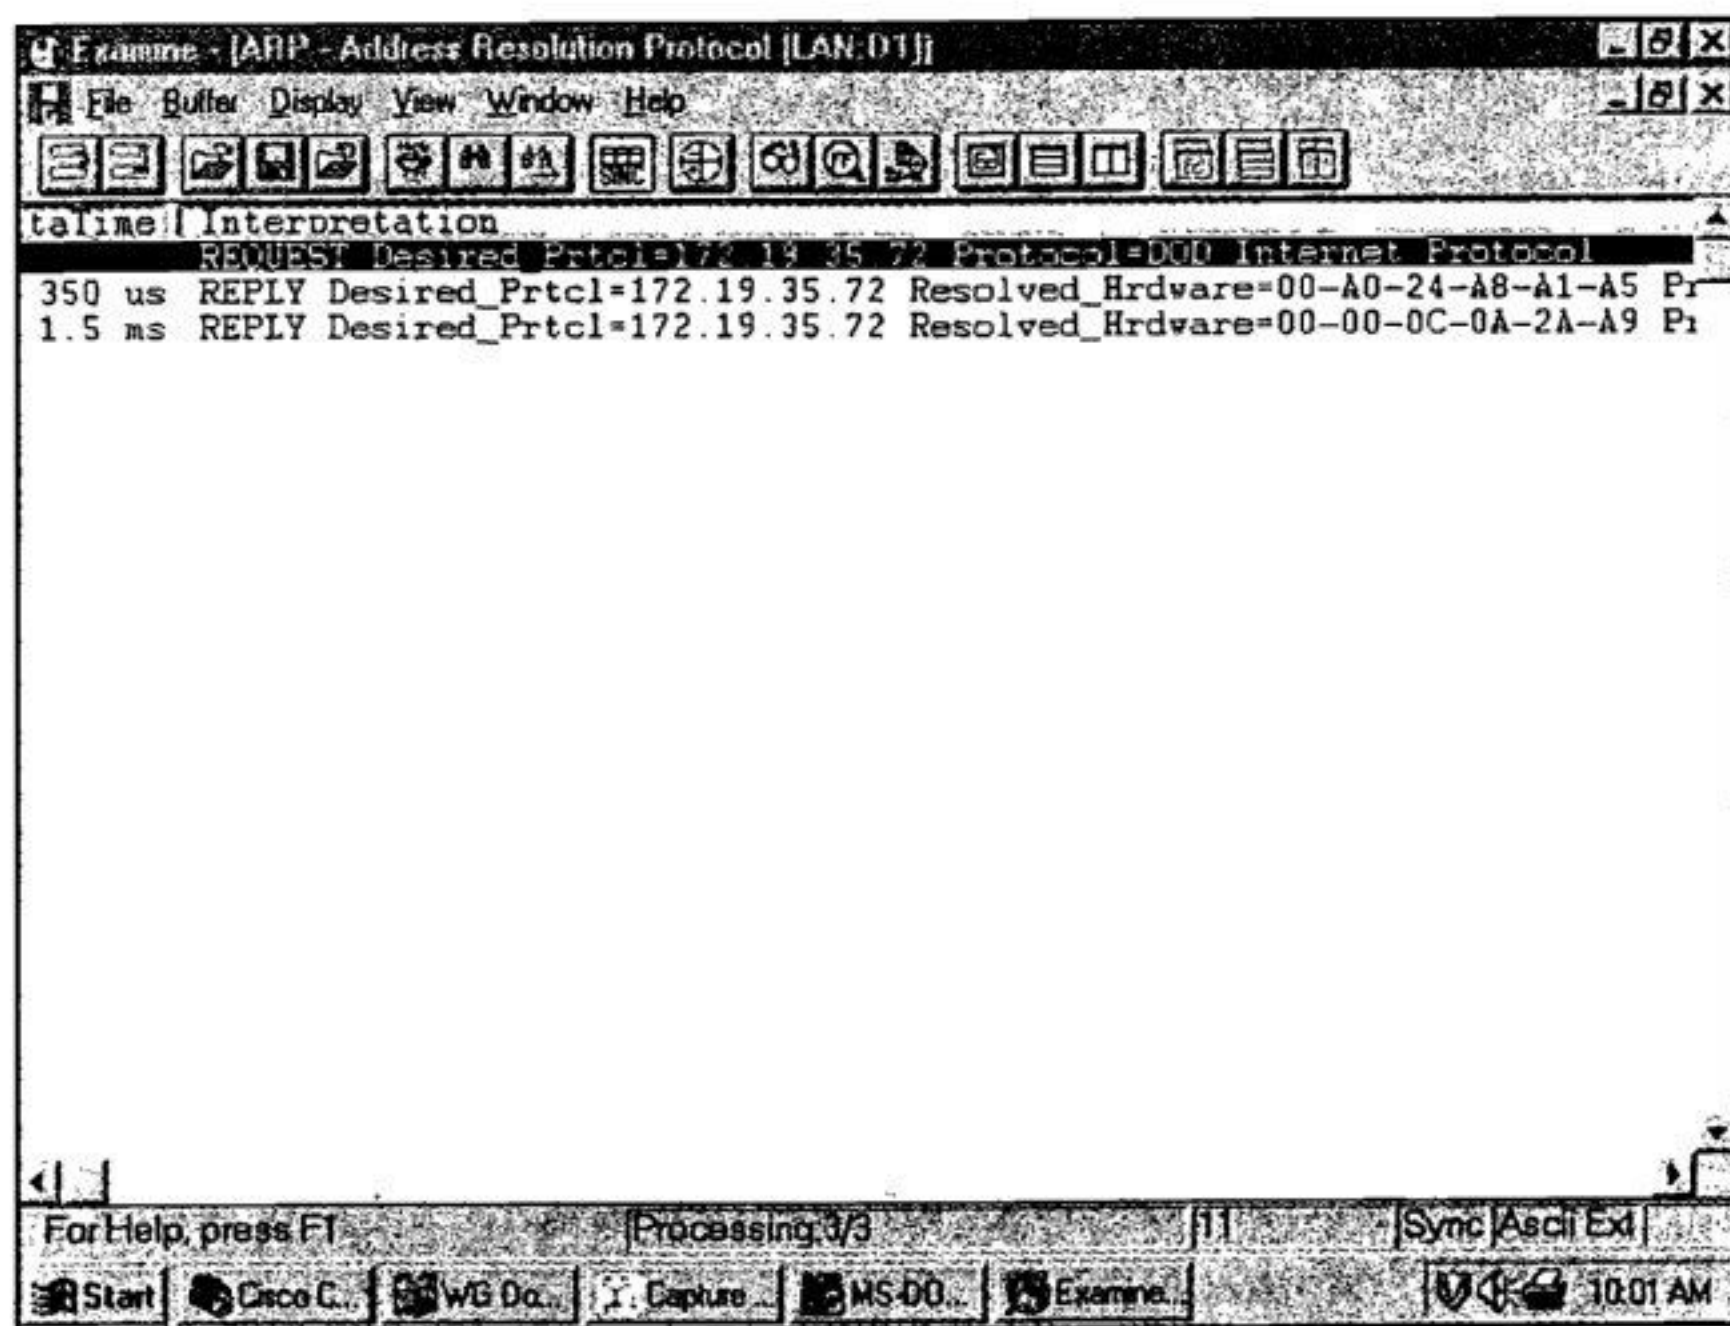 Examine - [ARP - Address Resolution Protocol [LAN:D1]]
File Buffer Display View Window Help
SYNC
taTime Interpretation
REQUEST Desired_Prtcl=172.19.35.72 Protocol=DOD Internet Protocol
350 us REPLY Desired_Prtcl=172.19.35.72 Resolved_Hrdware=00-A0-24-A8-A1-A5 Pr
1.5 ms REPLY Desired_Prtcl=172.19.35.72 Resolved_Hrdware=00-00-0C-0A-2A-A9 Pr
For Help, press F1 Processing:3/3 11 Sync Ascii Ext
Start Cisco C... WG Do... Capture ... MS-DO... Examine... 10:01 AM